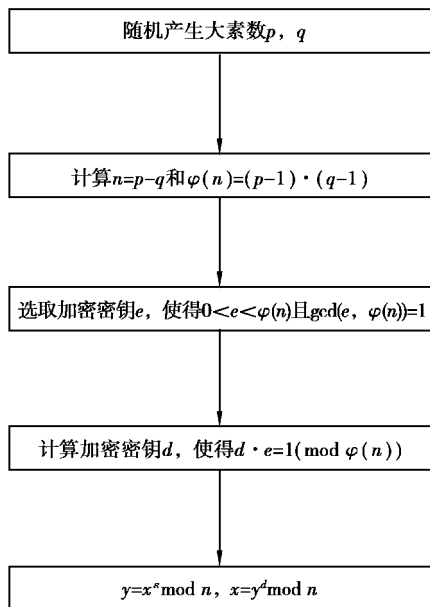 随机产生大素数p，q
计算n=p-q和φ(n)=(p-1)·(q-1)
选取加密密钥e，使得0<e<φ(n)且gcd(e，φ(n))=1
计算加密密钥d，使得d·e=1(mod φ(n))
y=xᵉmod n，x=yᵈmod n